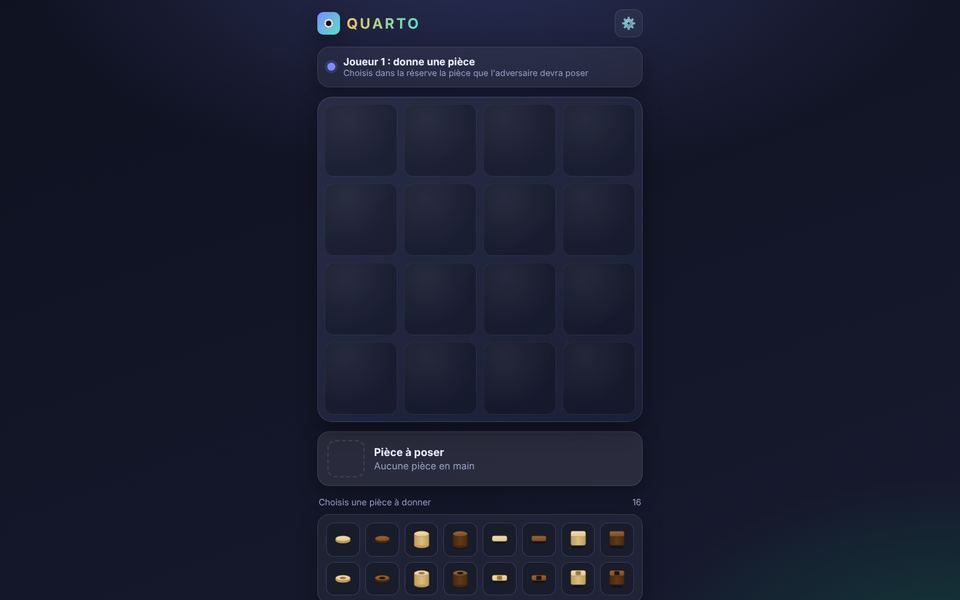 QUARTO
Joueur 1 : donne une pièce
Choisis dans la réserve la pièce que l'adversaire devra poser
Pièce à poser
Aucune pièce en main
Choisis une pièce à donner
16